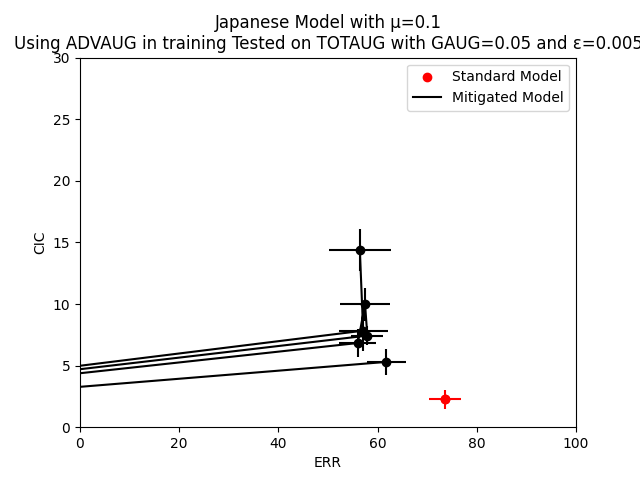 Japanese Model with μ=0.1
Using ADVAUG in training Tested on TOTAUG with GAUG=0.05 and ε=0.005
Standard Model
Mitigated Model
30
25
20
15
10
5
0
CIC
0 20 40 60 80 100
ERR